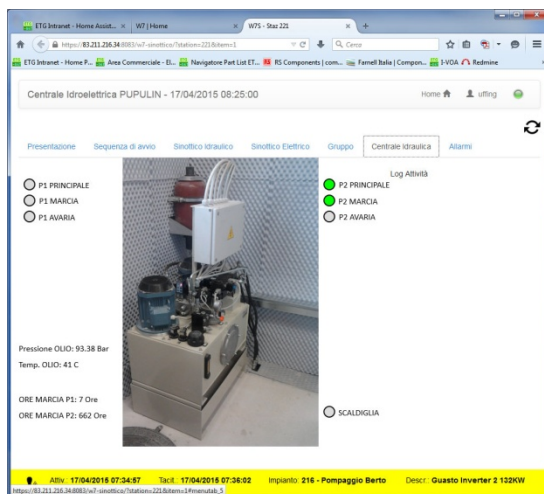 ETG Intranet - Home Assist...
W7 | Home
W7S - Staz 221
https://83.211.216.34:8083/w7-sinottico/?station=221&item=1
Cerca
ETG Intranet - Home P...
Area Commerciale - El...
Navigatore Part List ET...
RS Components | com...
Farnell Italia | Compon...
I-VOA
Redmine
Centrale Idroelettrica PUPULIN - 17/04/2015 08:25:00
Home
uffing
Presentazione
Sequenza di avvio
Sinottico Idraulico
Sinottico Elettrico
Gruppo
Centrale Idraulica
Allarmi
Log Attività
P1 PRINCIPALE
P1 MARCIA
P1 AVARIA
P2 PRINCIPALE
P2 MARCIA
P2 AVARIA
Pressione OLIO: 93.38 Bar
Temp. OLIO: 41 C
ORE MARCIA P1: 7 Ore
ORE MARCIA P2: 662 Ore
SCALDIGLIA
Attiv.: 17/04/2015 07:34:57 Tacit.: 17/04/2015 07:36:02 Impianto: 216 - Pompaggio Berto Descr.: Guasto Inverter 2 132KW
https://83.211.216.34:8083/w7-sinottico/?station=221&item=1#menutab_5